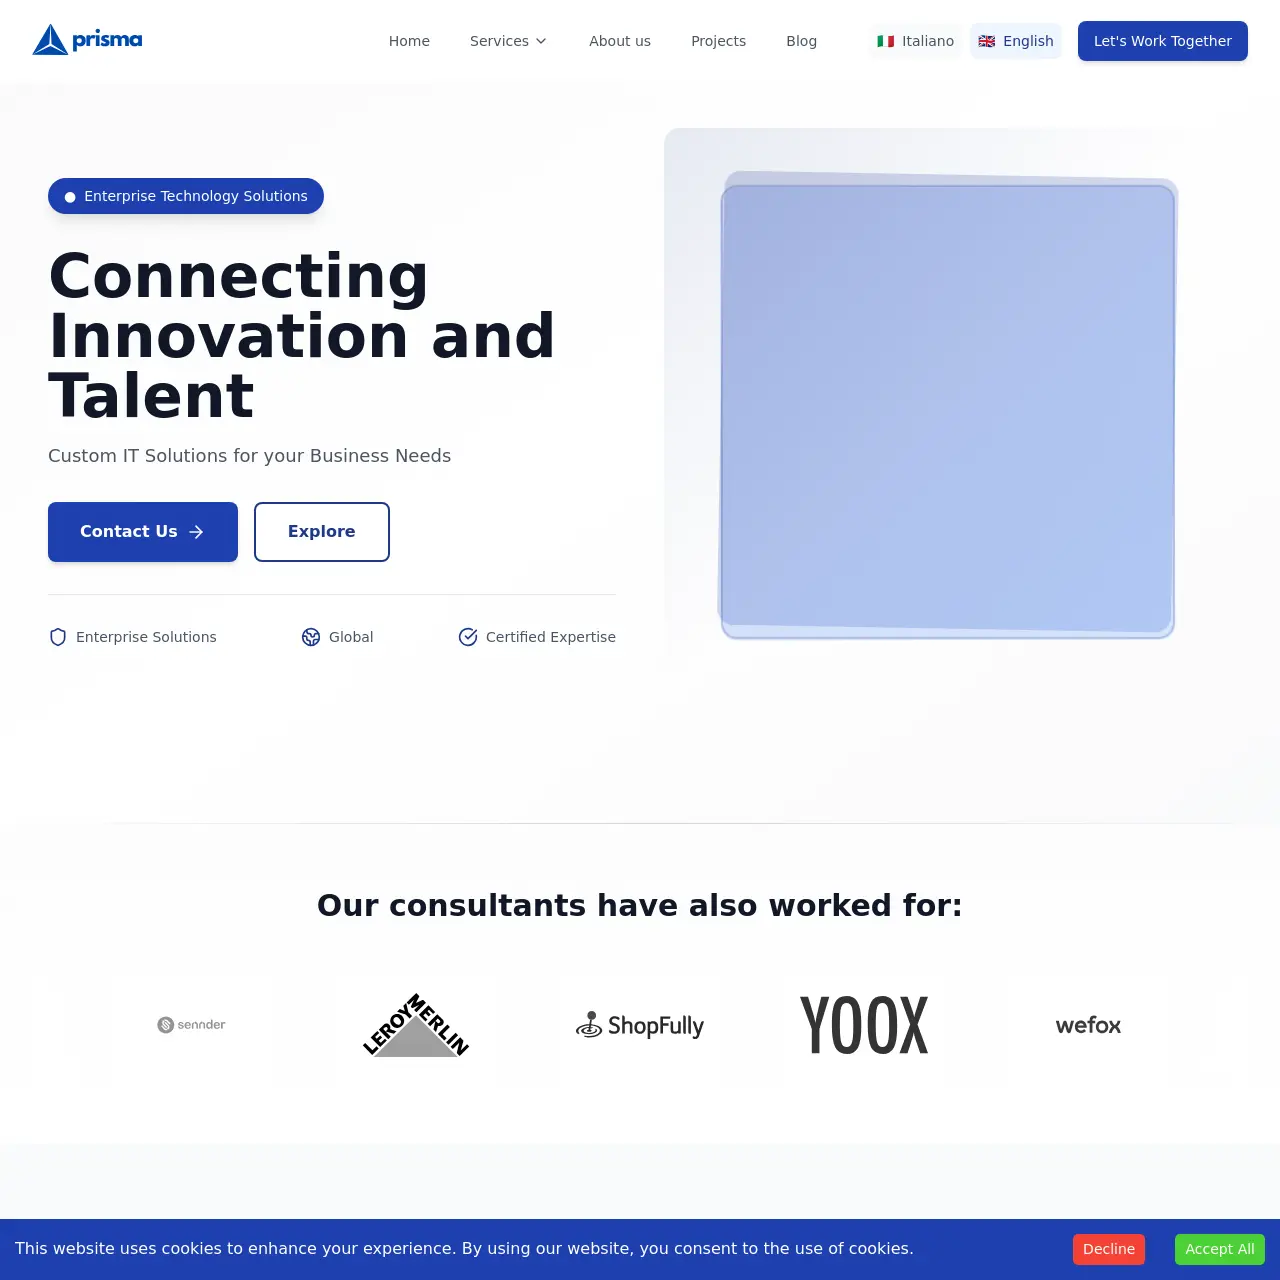 prisma
Home
Services
About us
Projects
Blog
Italiano
English
Let's Work Together
Enterprise Technology Solutions
Connecting
Innovation and
Talent
Custom IT Solutions for your Business Needs
Contact Us
Explore
Enterprise Solutions
Global
Certified Expertise
Our consultants have also worked for:
sennder
LEROY MERLIN
ShopFully
YOOX
wefox
This website uses cookies to enhance your experience. By using our website, you consent to the use of cookies.
Decline
Accept All